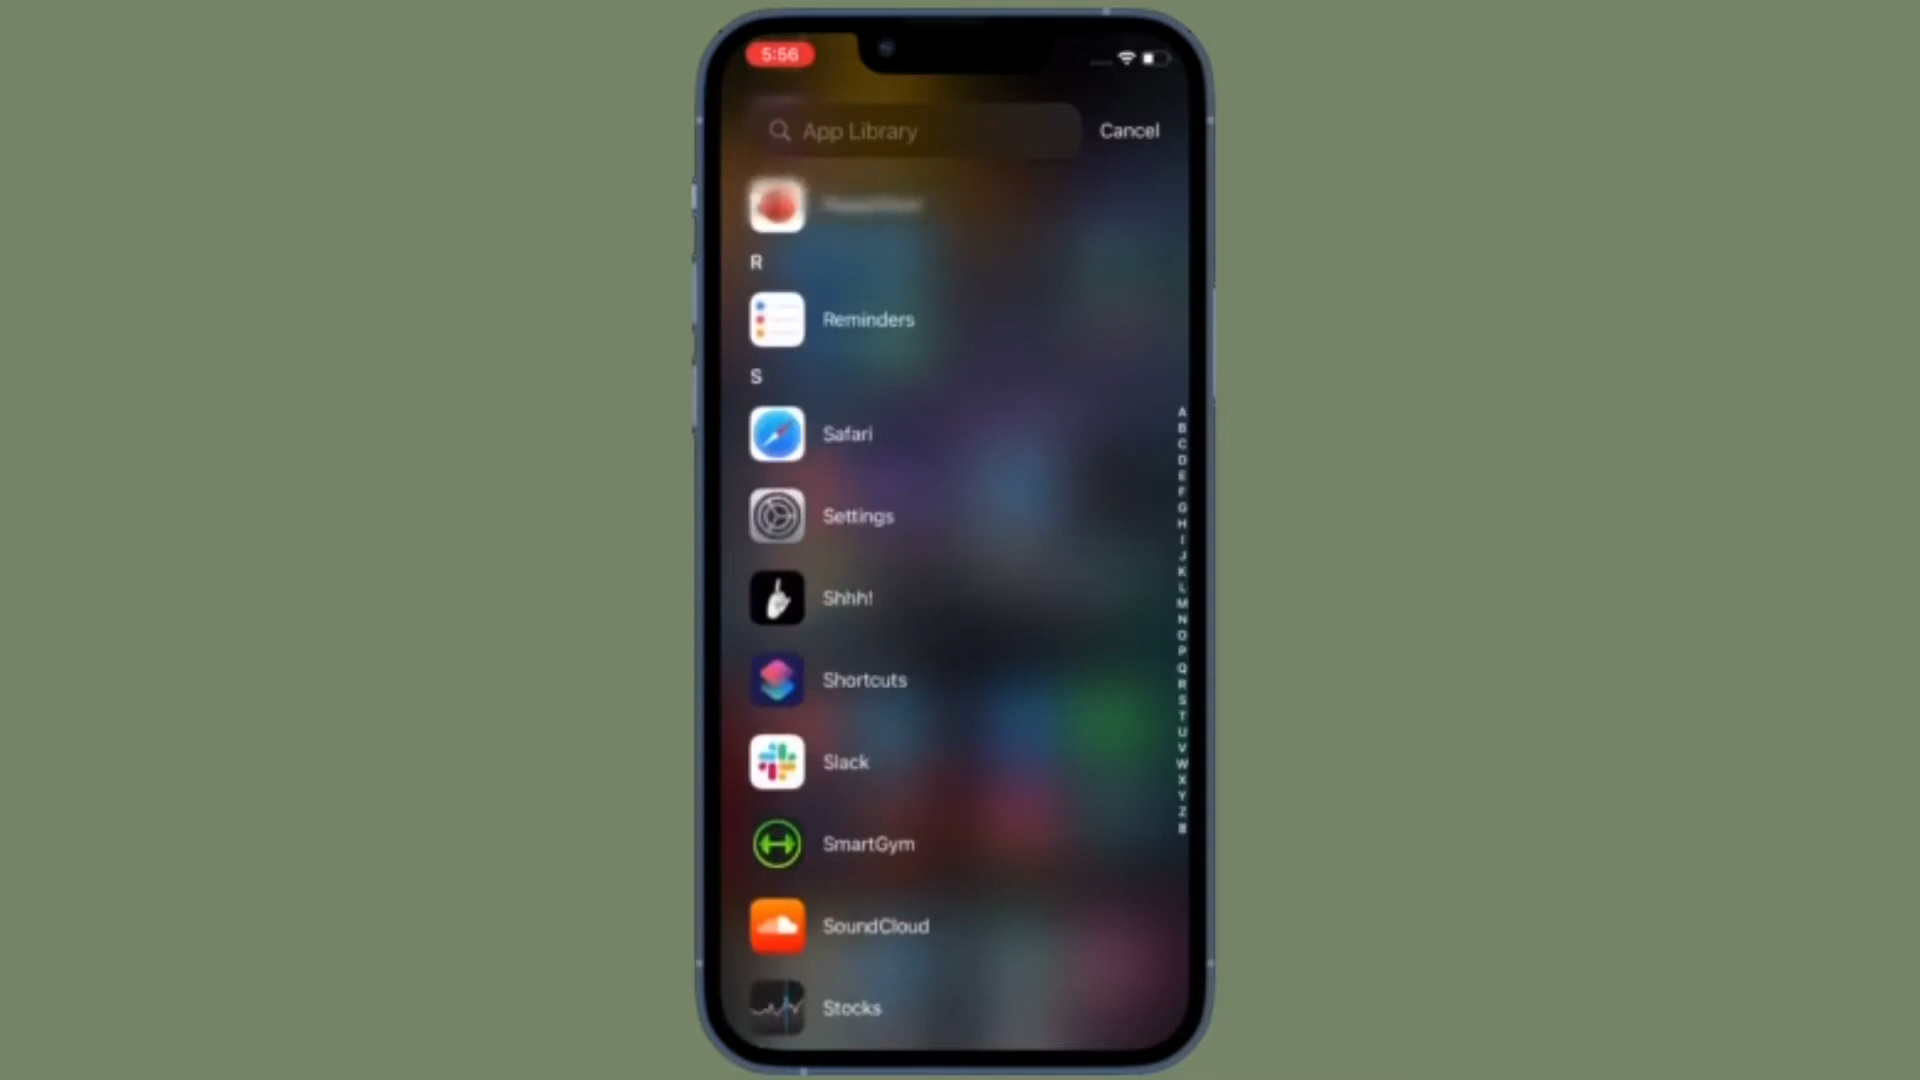 5:56
App Library
Cancel
R
Reminders
S
Safari
Settings
Shhh!
Shortcuts
Slack
SmartGym
SoundCloud
Stocks
A
B
C
D
E
F
G
H
I
J
K
L
M
N
O
P
Q
R
S
T
U
V
W
X
Y
Z